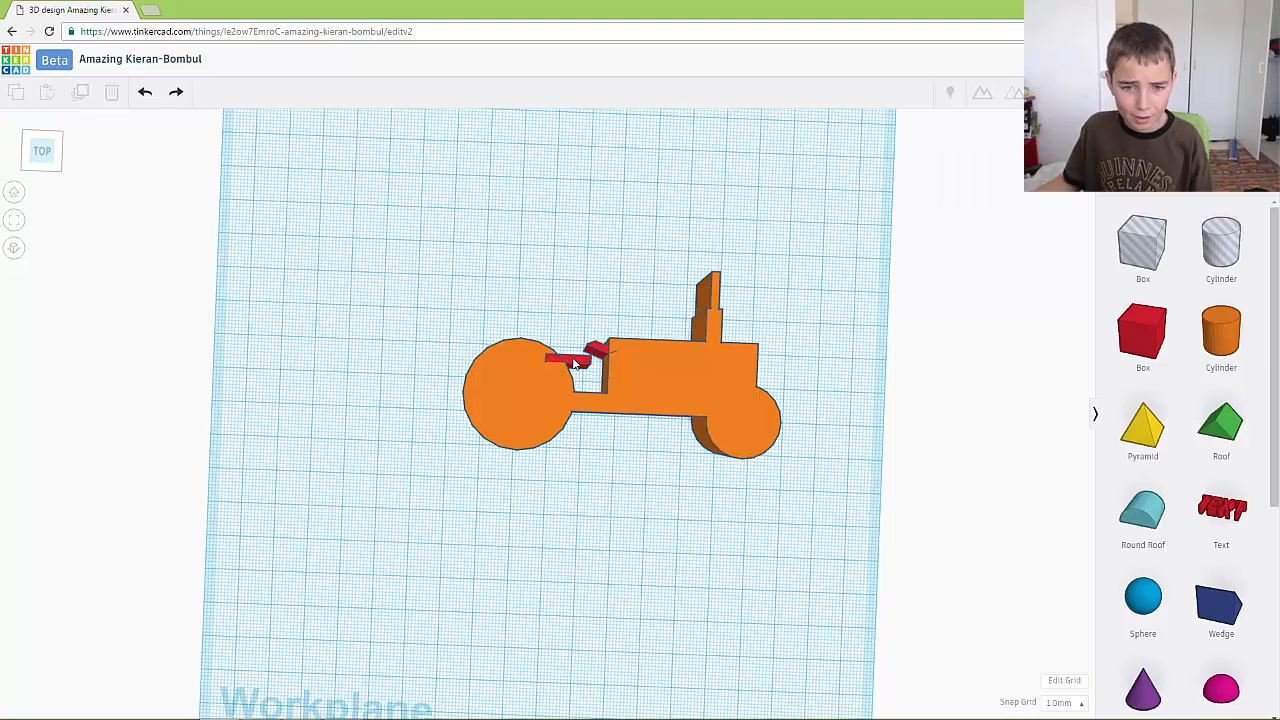 3D design Amazing Kier
https://www.tinkercad.com/things/le2ow7EmroC-amazing-kieran-bombul/editv2
TIN
KER
CAD
Beta
Amazing Kieran-Bombul
TOP
GUINNES
Box
Cylinder
Box
Cylinder
Pyramid
Roof
Round Roof
Text
Sphere
Wedge
Edit Grid
Snap Grid
1.0mm
Workplane